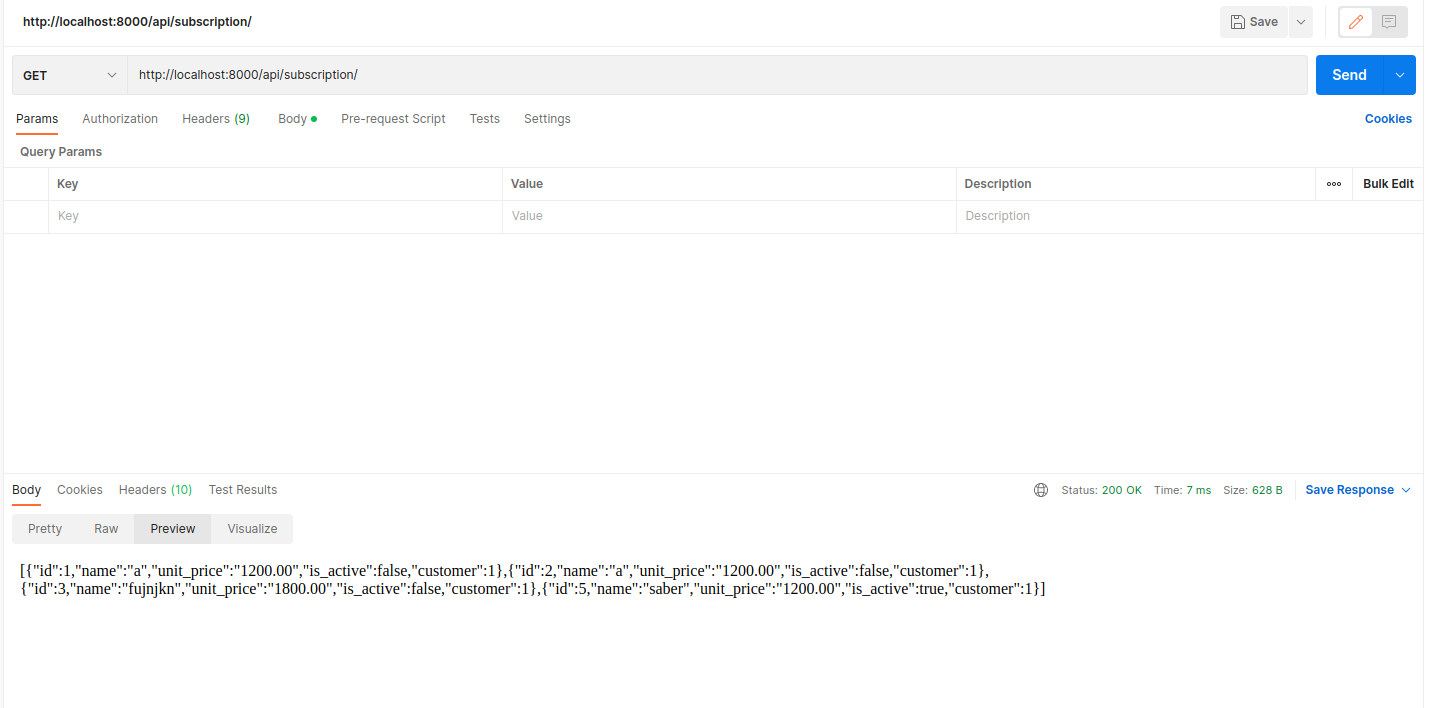 http://localhost:8000/api/subscription/ Save
GET http://localhost:8000/api/subscription/ Send
Params Authorization Headers (9) Body Pre-request Script Tests Settings Cookies
Query Params
Key Value Description ooo Bulk Edit
Key Value Description
Body Cookies Headers (10) Test Results Status: 200 OK Time: 7 ms Size: 628 B Save Response
Pretty Raw Preview Visualize
[{"id":1,"name":"a","unit_price":"1200.00","is_active":false,"customer":1},{"id":2,"name":"a","unit_price":"1200.00","is_active":false,"customer":1},
{"id":3,"name":"fujnjkn","unit_price":"1800.00","is_active":false,"customer":1},{"id":5,"name":"saber","unit_price":"1200.00","is_active":true,"customer":1}]